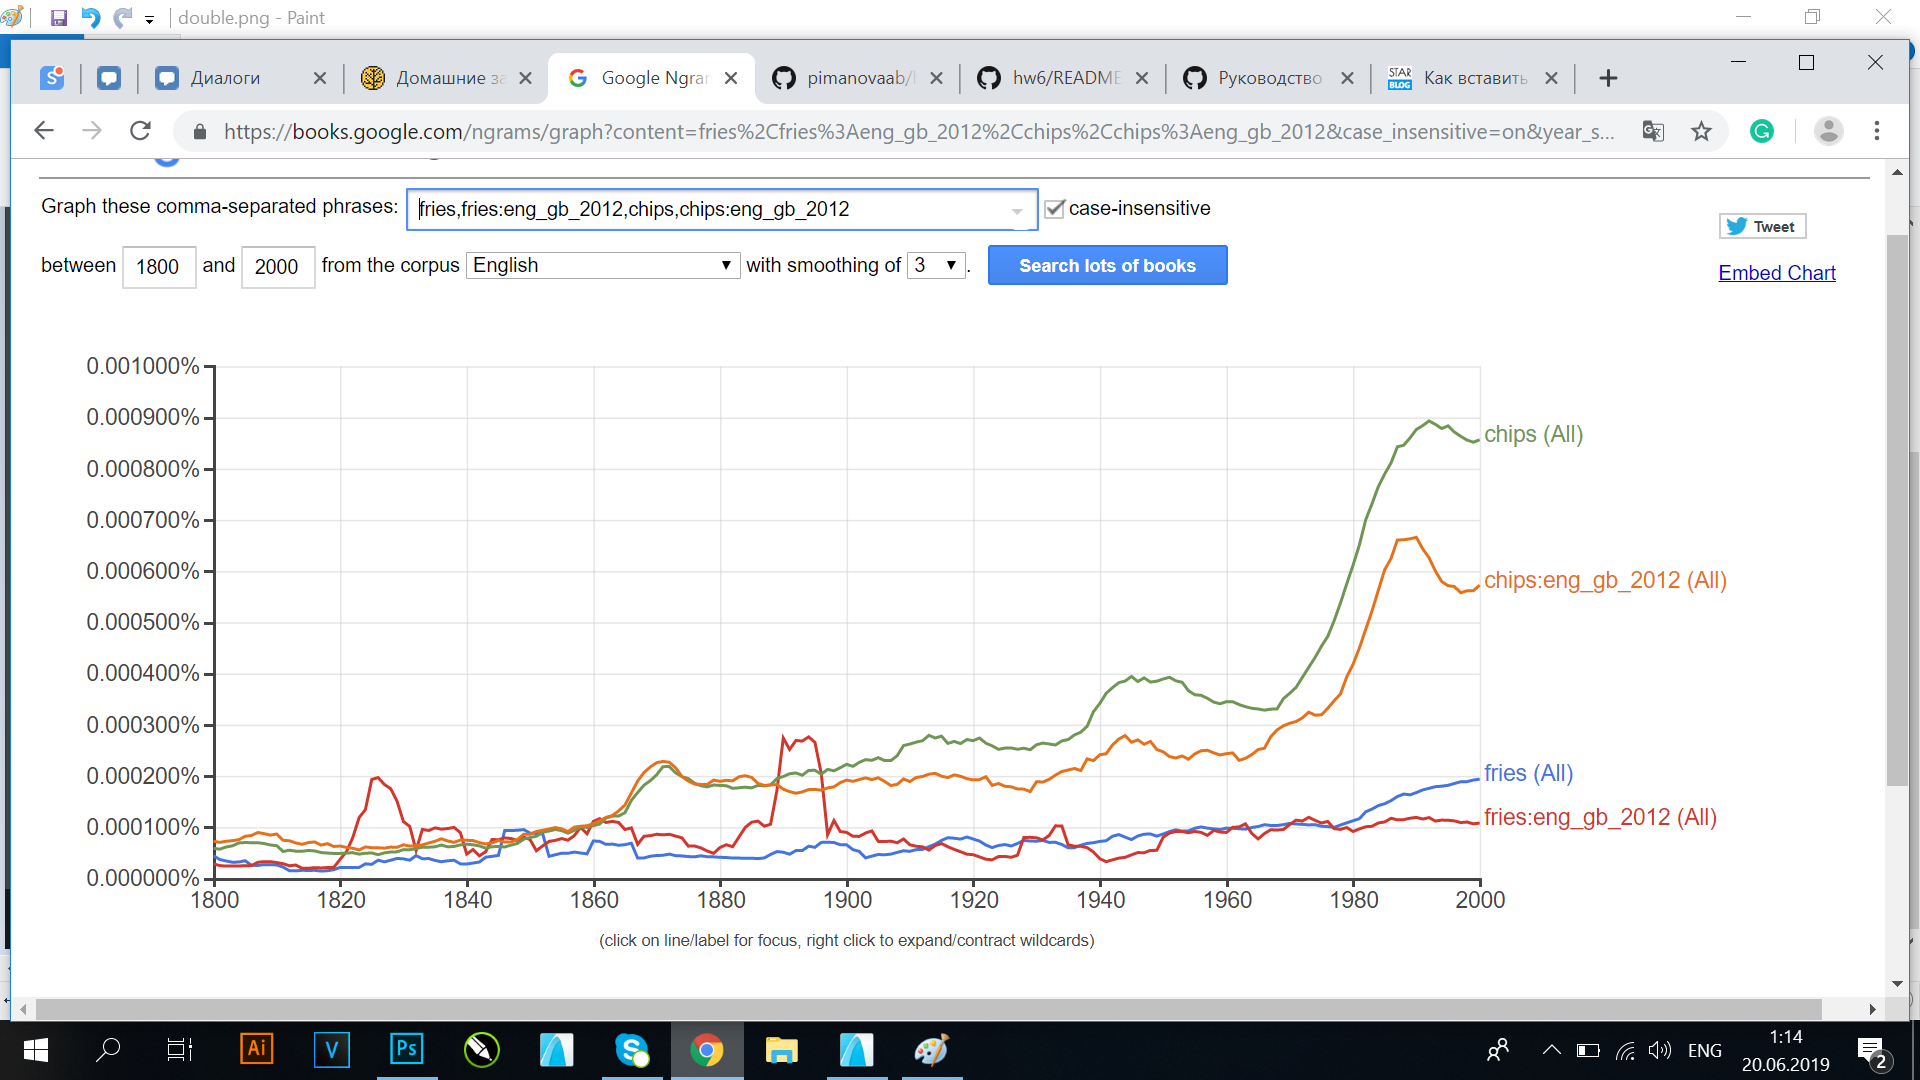 double.png - Paint
S
Диалоги
Домашние за
Google Ngra
pimanovaab/
hw6/README
Руководство
STAR
BLOG
Как вставить
https://books.google.com/ngrams/graph?content=fries%2Cfries%3Aeng_gb_2012%2Cchips%2Cchips%3Aeng_gb_2012&case_insensitive=on&year_s...
Graph these comma-separated phrases: fries,fries:eng_gb_2012,chips,chips:eng_gb_2012 case-insensitive
Tweet
between 1800 and 2000 from the corpus English with smoothing of 3 . Search lots of books
Embed Chart
0.001000%
0.000900%
0.000800%
0.000700%
0.000600%
0.000500%
0.000400%
0.000300%
0.000200%
0.000100%
0.000000%
chips (All)
chips:eng_gb_2012 (All)
fries (All)
fries:eng_gb_2012 (All)
1800 1820 1840 1860 1880 1900 1920 1940 1960 1980 2000
(click on line/label for focus, right click to expand/contract wildcards)
Ai V Ps
ENG
1:14
20.06.2019
2